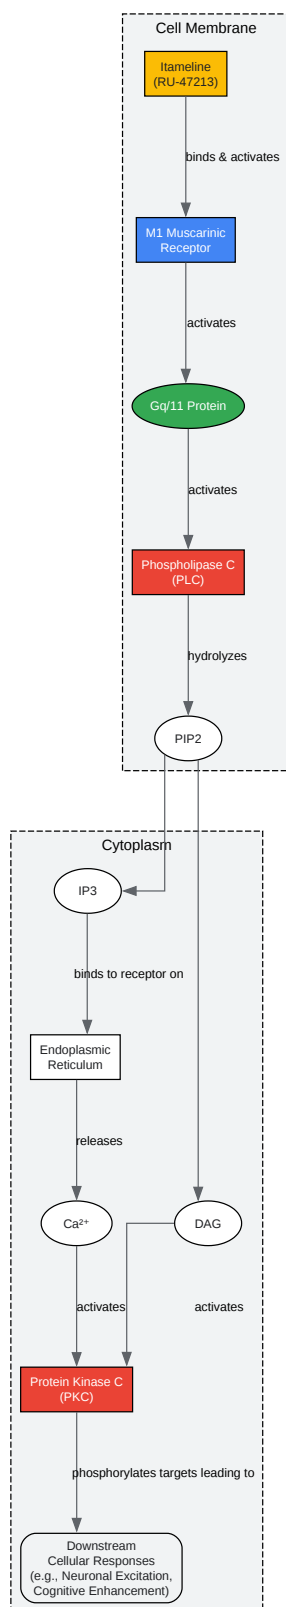 Cell Membrane
Itameline
(RU-47213)
binds & activates
M1 Muscarinic
Receptor
activates
Gq/11 Protein
activates
Phospholipase C
(PLC)
hydrolyzes
PIP2
Cytoplasm
IP3
binds to receptor on
Endoplasmic
Reticulum
releases
Ca²⁺
DAG
activates
activates
Protein Kinase C
(PKC)
phosphorylates targets leading to
Downstream
Cellular Responses
(e.g., Neuronal Excitation,
Cognitive Enhancement)